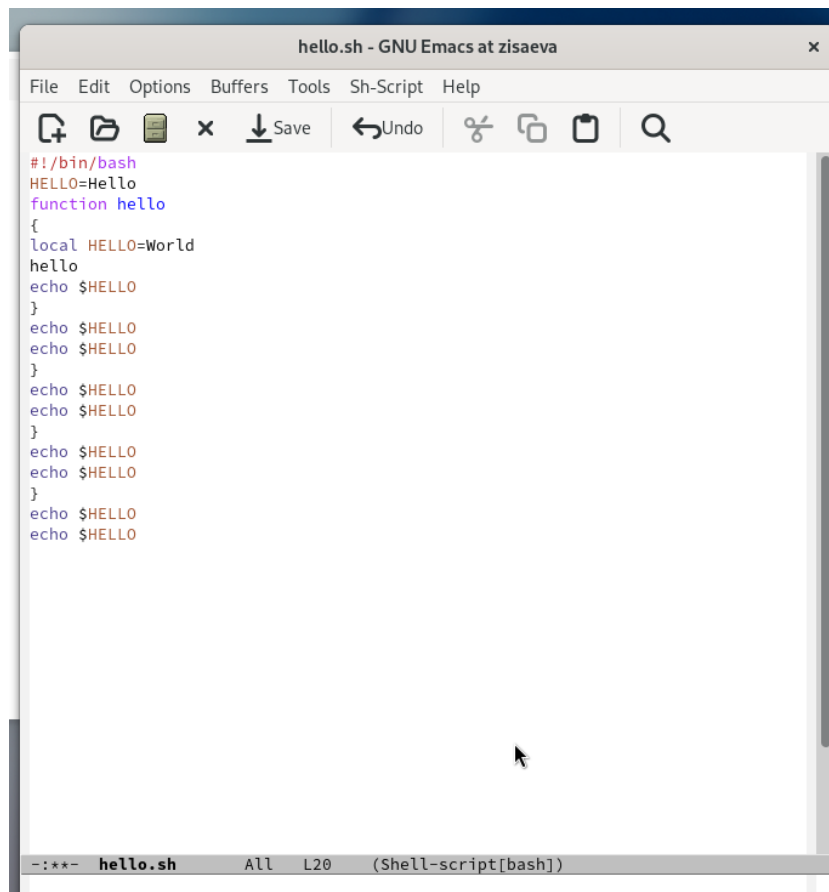 hello.sh - GNU Emacs at zisaeva
File Edit Options Buffers Tools Sh-Script Help
Save Undo
#!/bin/bash
HELLO=Hello
function hello
{
local HELLO=World
hello
echo $HELLO
}
echo $HELLO
echo $HELLO
}
echo $HELLO
echo $HELLO
}
echo $HELLO
echo $HELLO
}
echo $HELLO
echo $HELLO
-:**- hello.sh All L20 (Shell-script[bash])